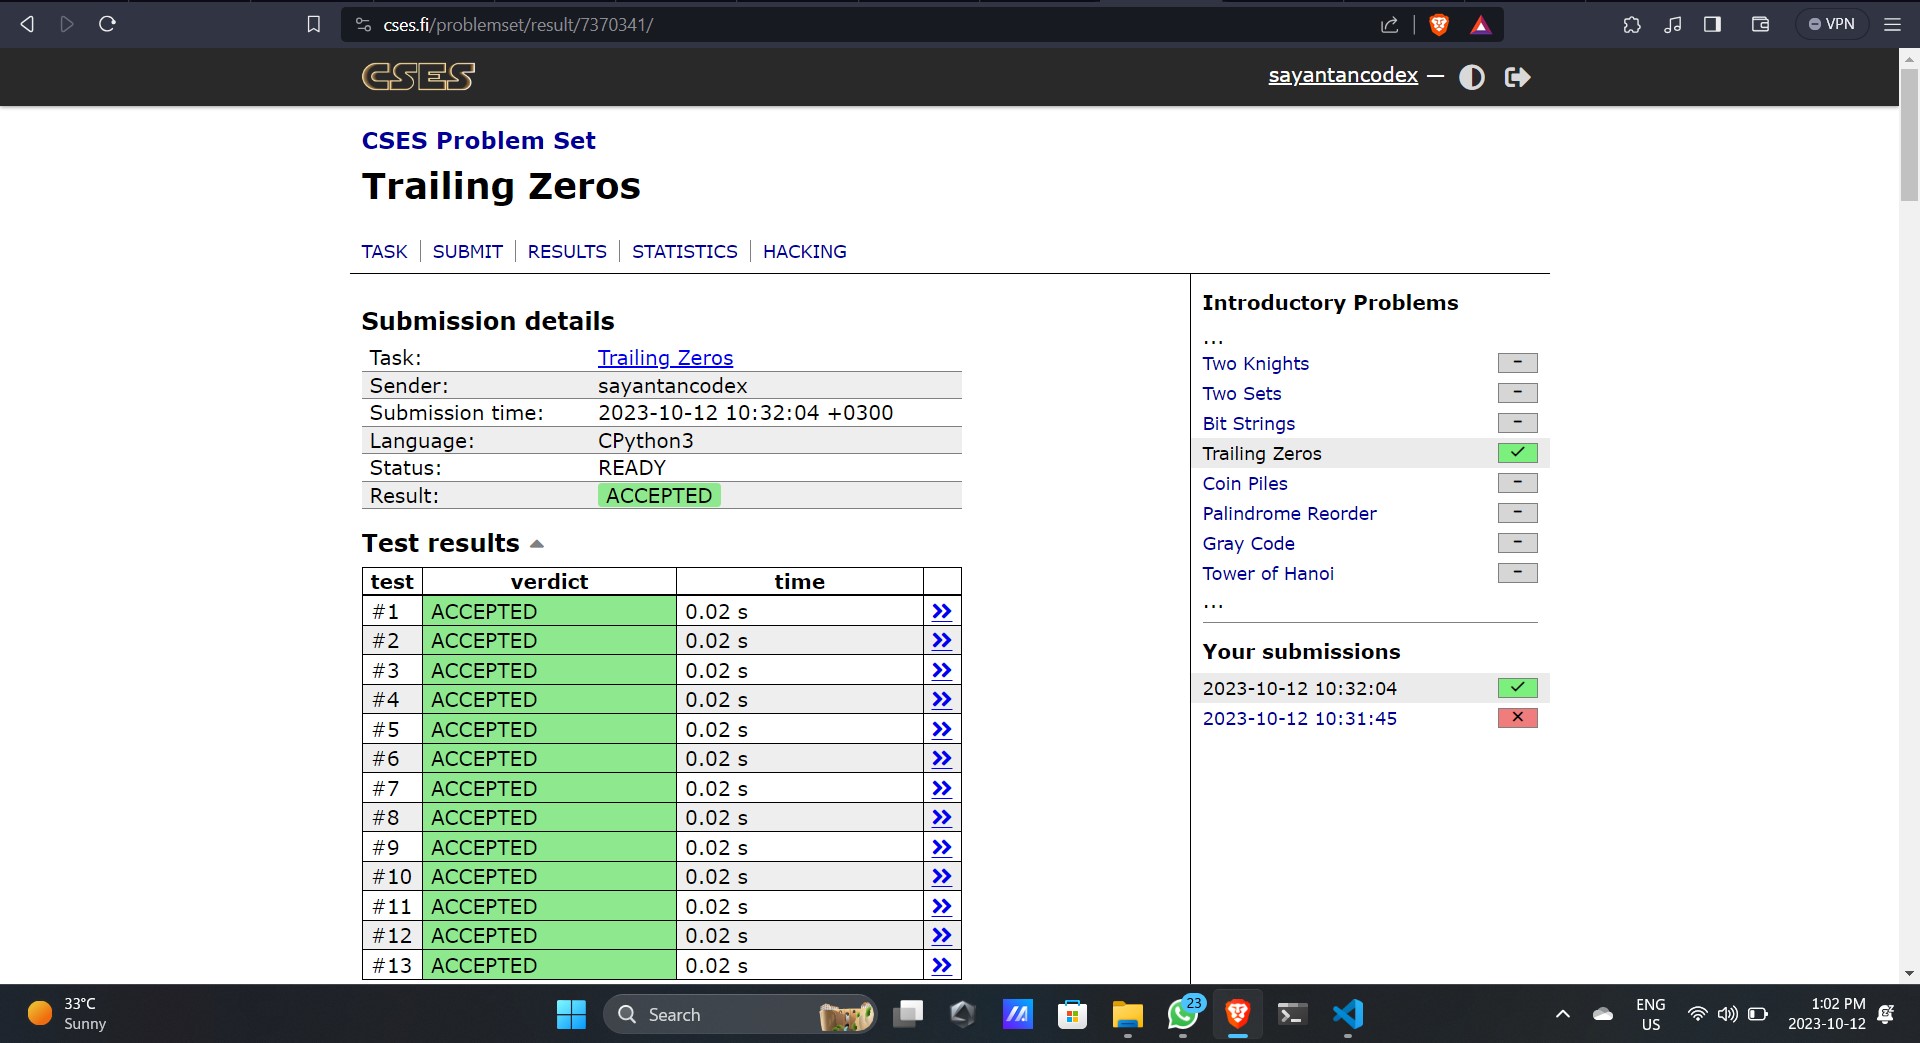 cses.fi/problemset/result/7370341/
VPN
CSES
sayantancodex —
CSES Problem Set
Trailing Zeros
TASK | SUBMIT | RESULTS | STATISTICS | HACKING
Submission details
Task: Trailing Zeros
Sender: sayantancodex
Submission time: 2023-10-12 10:32:04 +0300
Language: CPython3
Status: READY
Result: ACCEPTED
Test results
test verdict time
#1 ACCEPTED 0.02 s »
#2 ACCEPTED 0.02 s »
#3 ACCEPTED 0.02 s »
#4 ACCEPTED 0.02 s »
#5 ACCEPTED 0.02 s »
#6 ACCEPTED 0.02 s »
#7 ACCEPTED 0.02 s »
#8 ACCEPTED 0.02 s »
#9 ACCEPTED 0.02 s »
#10 ACCEPTED 0.02 s »
#11 ACCEPTED 0.02 s »
#12 ACCEPTED 0.02 s »
#13 ACCEPTED 0.02 s »
Introductory Problems
...
Two Knights –
Two Sets –
Bit Strings –
Trailing Zeros ✓
Coin Piles –
Palindrome Reorder –
Gray Code –
Tower of Hanoi –
...
Your submissions
2023-10-12 10:32:04 ✓
2023-10-12 10:31:45 ×
33°C
Sunny
Search
23
ENG
US
1:02 PM
2023-10-12